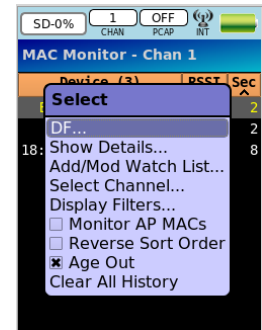 SD-0% 1 OFF
CHAN PCAP INT
MAC Monitor - Chan 1
Device (3) RSSI Sec
Select
2
DF...
2
18:
Show Details...
8
Add/Mod Watch List...
Select Channel...
Display Filters...
Monitor AP MACs
Reverse Sort Order
Age Out
Clear All History